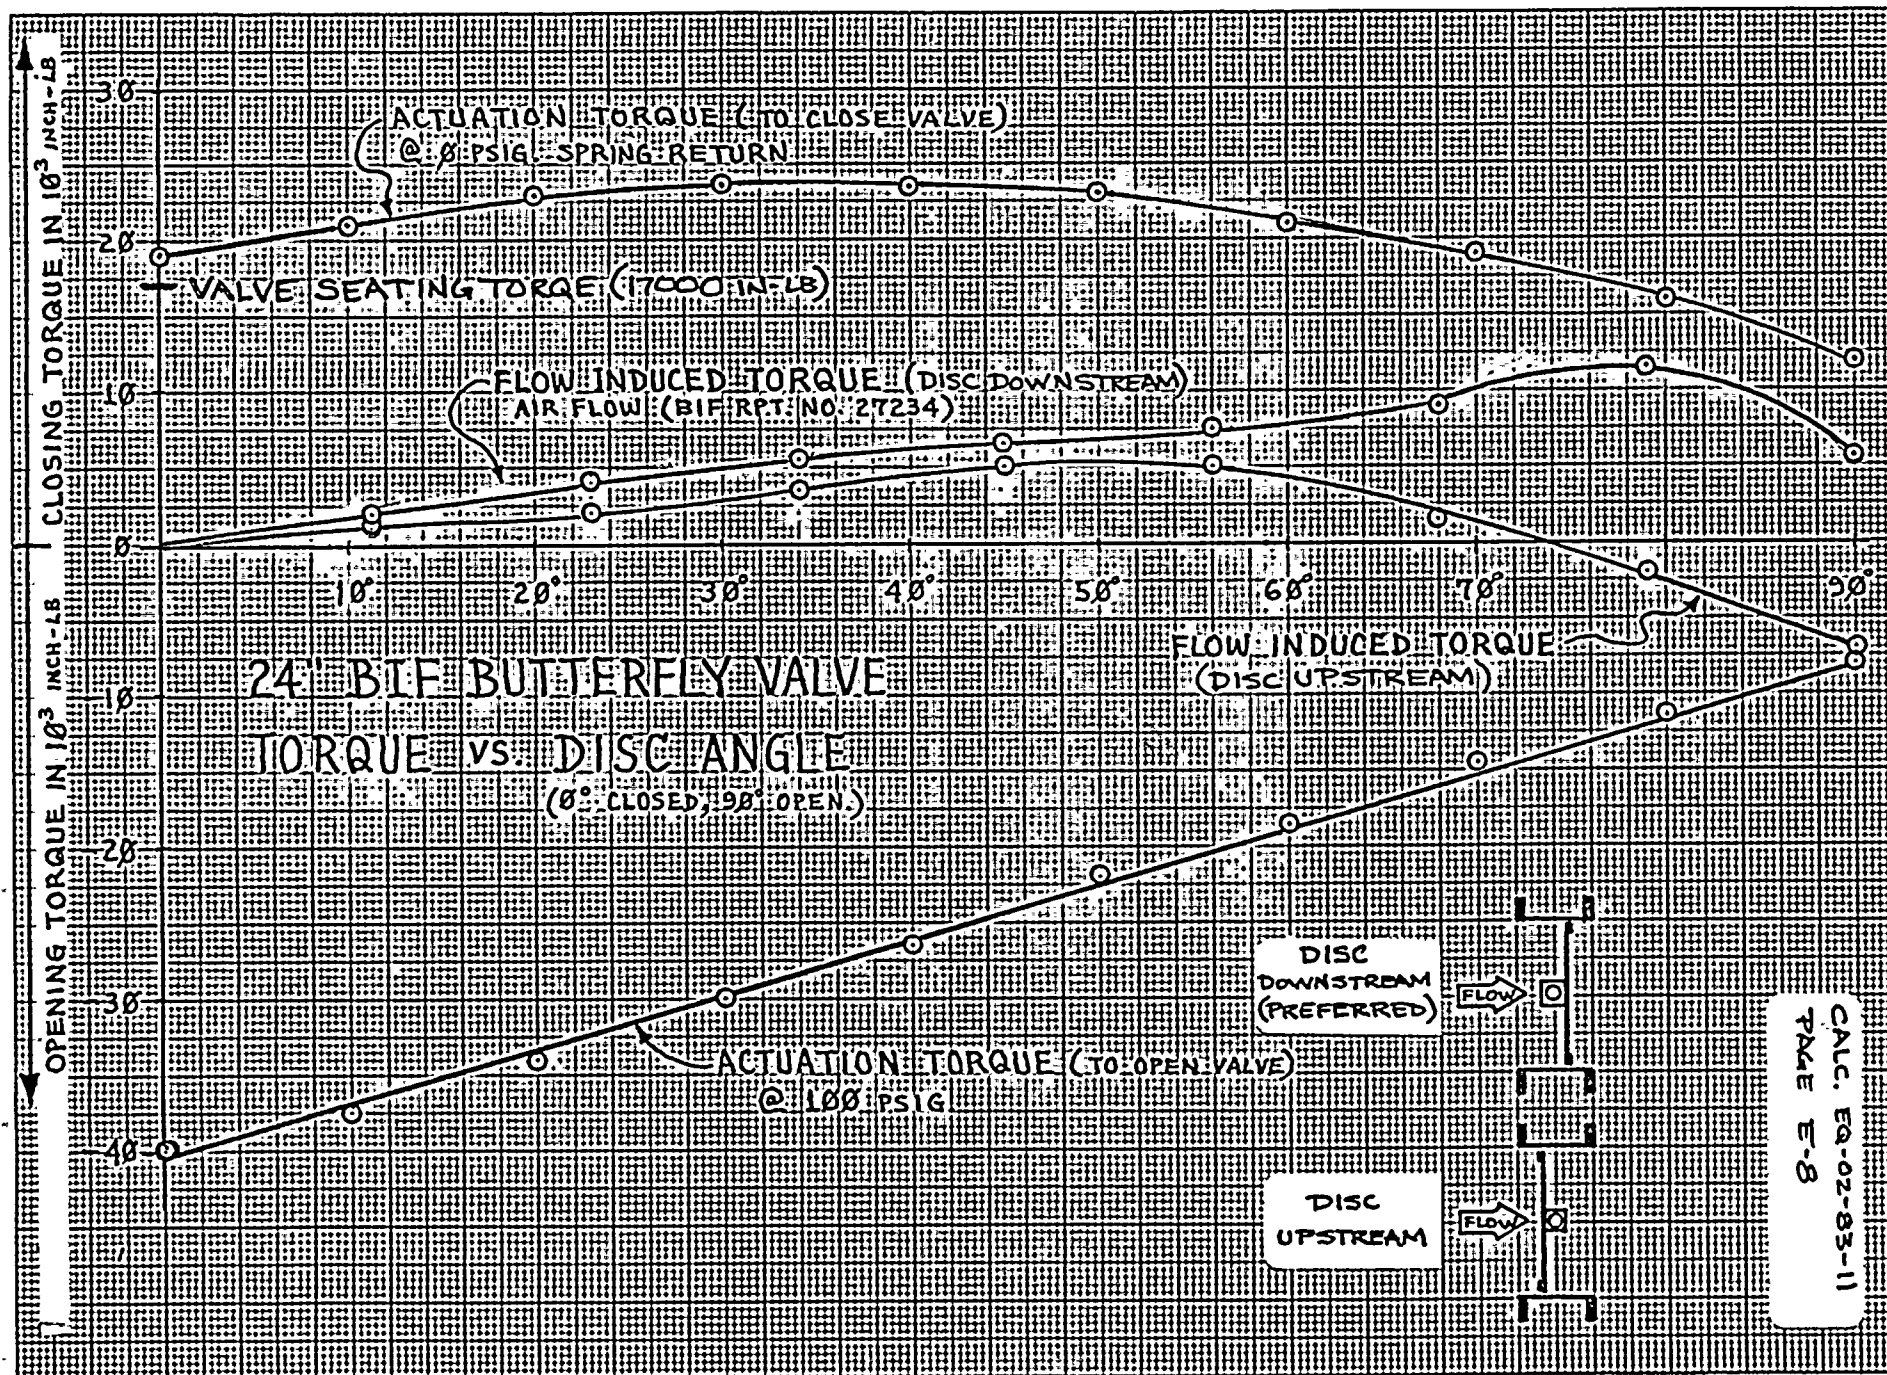 CLOSING TORQUE IN 10³ INCH-LB
OPENING TORQUE IN 10³ INCH-LB
30
20
10
0
10
20
30
40
ACTUATION TORQUE (TO CLOSE VALVE)
@ 0 PSIG. SPRING RETURN
VALVE SEATING TORQE (17000 IN-LB)
FLOW INDUCED TORQUE (DISC DOWNSTREAM)
AIR FLOW (BIF RPT. NO. 27234)
10° 20° 30° 40° 50° 60° 70° 90°
FLOW INDUCED TORQUE
(DISC UPSTREAM)
24" BIF BUTTERFLY VALVE
TORQUE VS. DISC ANGLE
(0° CLOSED, 90° OPEN.)
ACTUATION TORQUE (TO OPEN VALVE)
@ 100 PSIG
DISC
DOWNSTREAM
(PREFERRED)
FLOW
DISC
UPSTREAM
FLOW
CALC. EQ-02-83-11
PAGE E-8